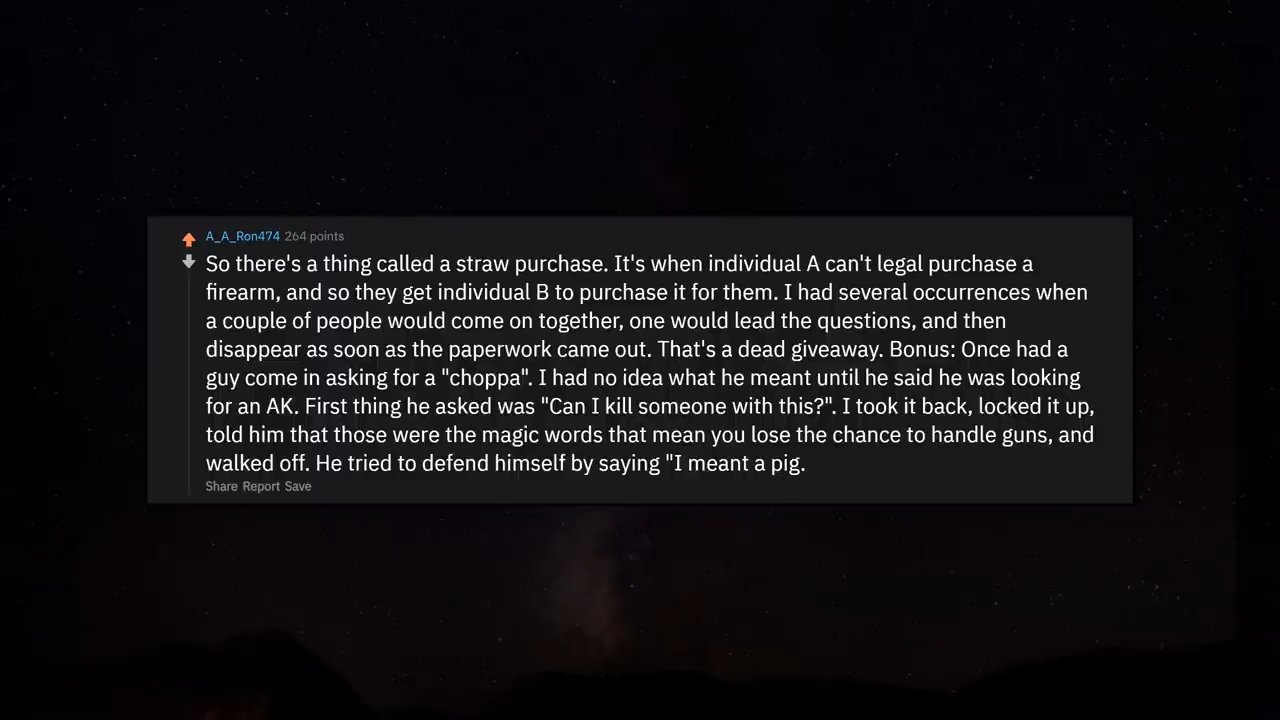 A_A_Ron474 264 points
So there's a thing called a straw purchase. It's when individual A can't legal purchase a
firearm, and so they get individual B to purchase it for them. I had several occurrences when
a couple of people would come on together, one would lead the questions, and then
disappear as soon as the paperwork came out. That's a dead giveaway. Bonus: Once had a
guy come in asking for a "choppa". I had no idea what he meant until he said he was looking
for an AK. First thing he asked was "Can I kill someone with this?". I took it back, locked it up,
told him that those were the magic words that mean you lose the chance to handle guns, and
walked off. He tried to defend himself by saying "I meant a pig.
Share Report Save